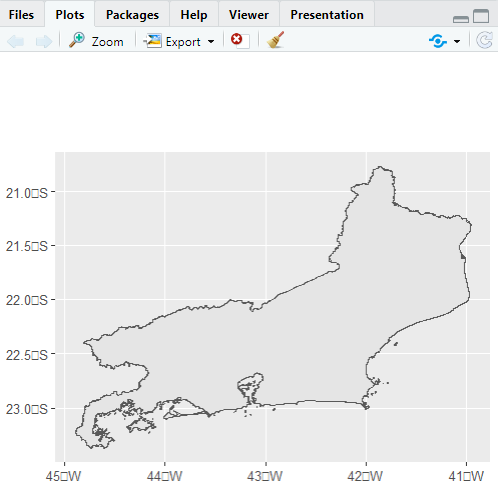 Files Plots Packages Help Viewer Presentation
Zoom Export
21.0□S
21.5□S
22.0□S
22.5□S
23.0□S
45□W 44□W 43□W 42□W 41□W